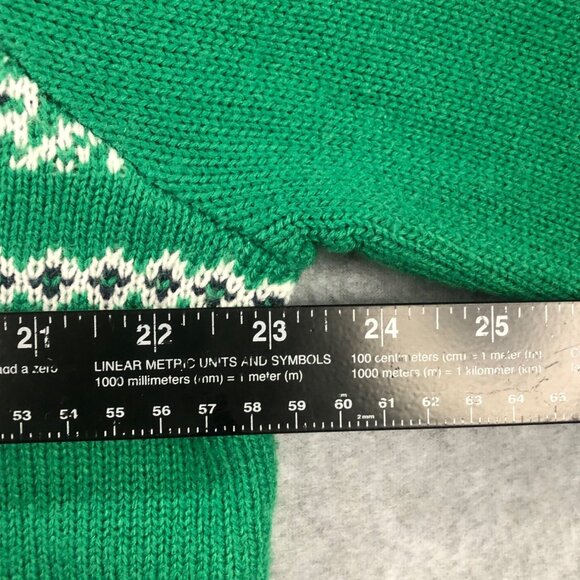 21 22 23 24 25
add a zero LINEAR METRIC UNITS AND SYMBOLS 100 centimeters (cm) = 1 meter (m)
1000 millimeters (mm) = 1 meter (m) 1000 meters (m) = 1 kilometer (km)
53 54 55 56 57 58 59 60 61 62 63 64 65
2 mm